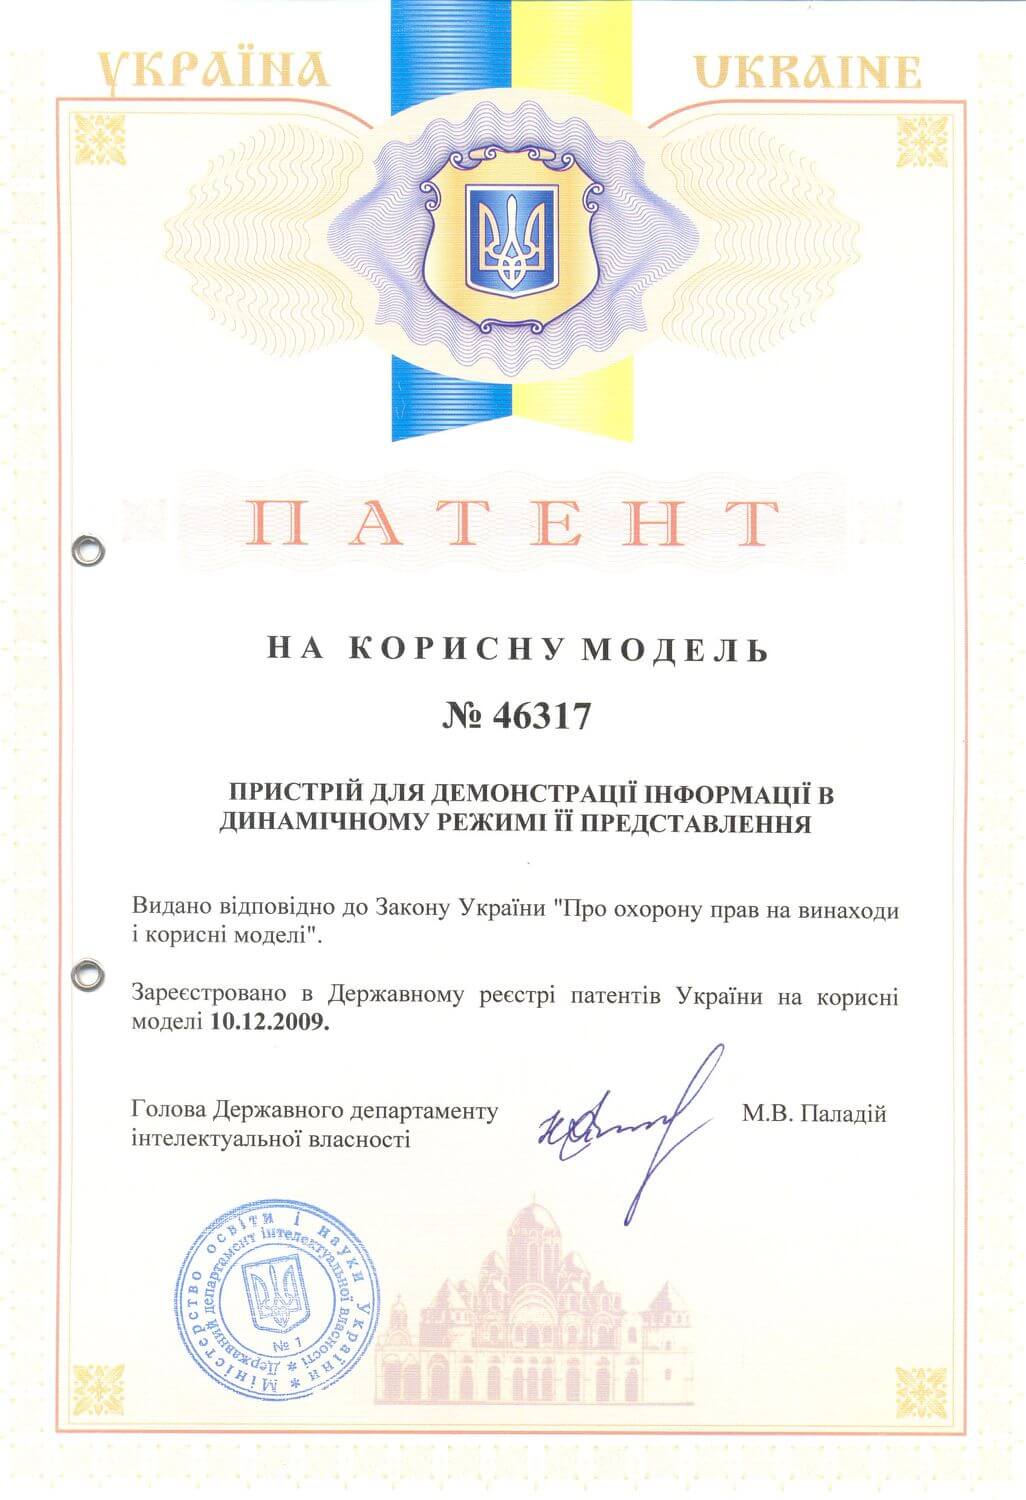 УКРАЇНА
UKRAINE
ПАТЕНТ
НА КОРИСНУ МОДЕЛЬ
№ 46317
ПРИСТРІЙ ДЛЯ ДЕМОНСТРАЦІЇ ІНФОРМАЦІЇ В
ДИНАМІЧНОМУ РЕЖИМІ ЇЇ ПРЕДСТАВЛЕННЯ
Видано відповідно до Закону України "Про охорону прав на винаходи
і корисні моделі".
Зареєстровано в Державному реєстрі патентів України на корисні
моделі 10.12.2009.
Голова Державного департаменту
інтелектуальної власності
М.В. Паладій
Міністерство освіти і науки України *
Державний департамент інтелектуальної власності *
№ 1